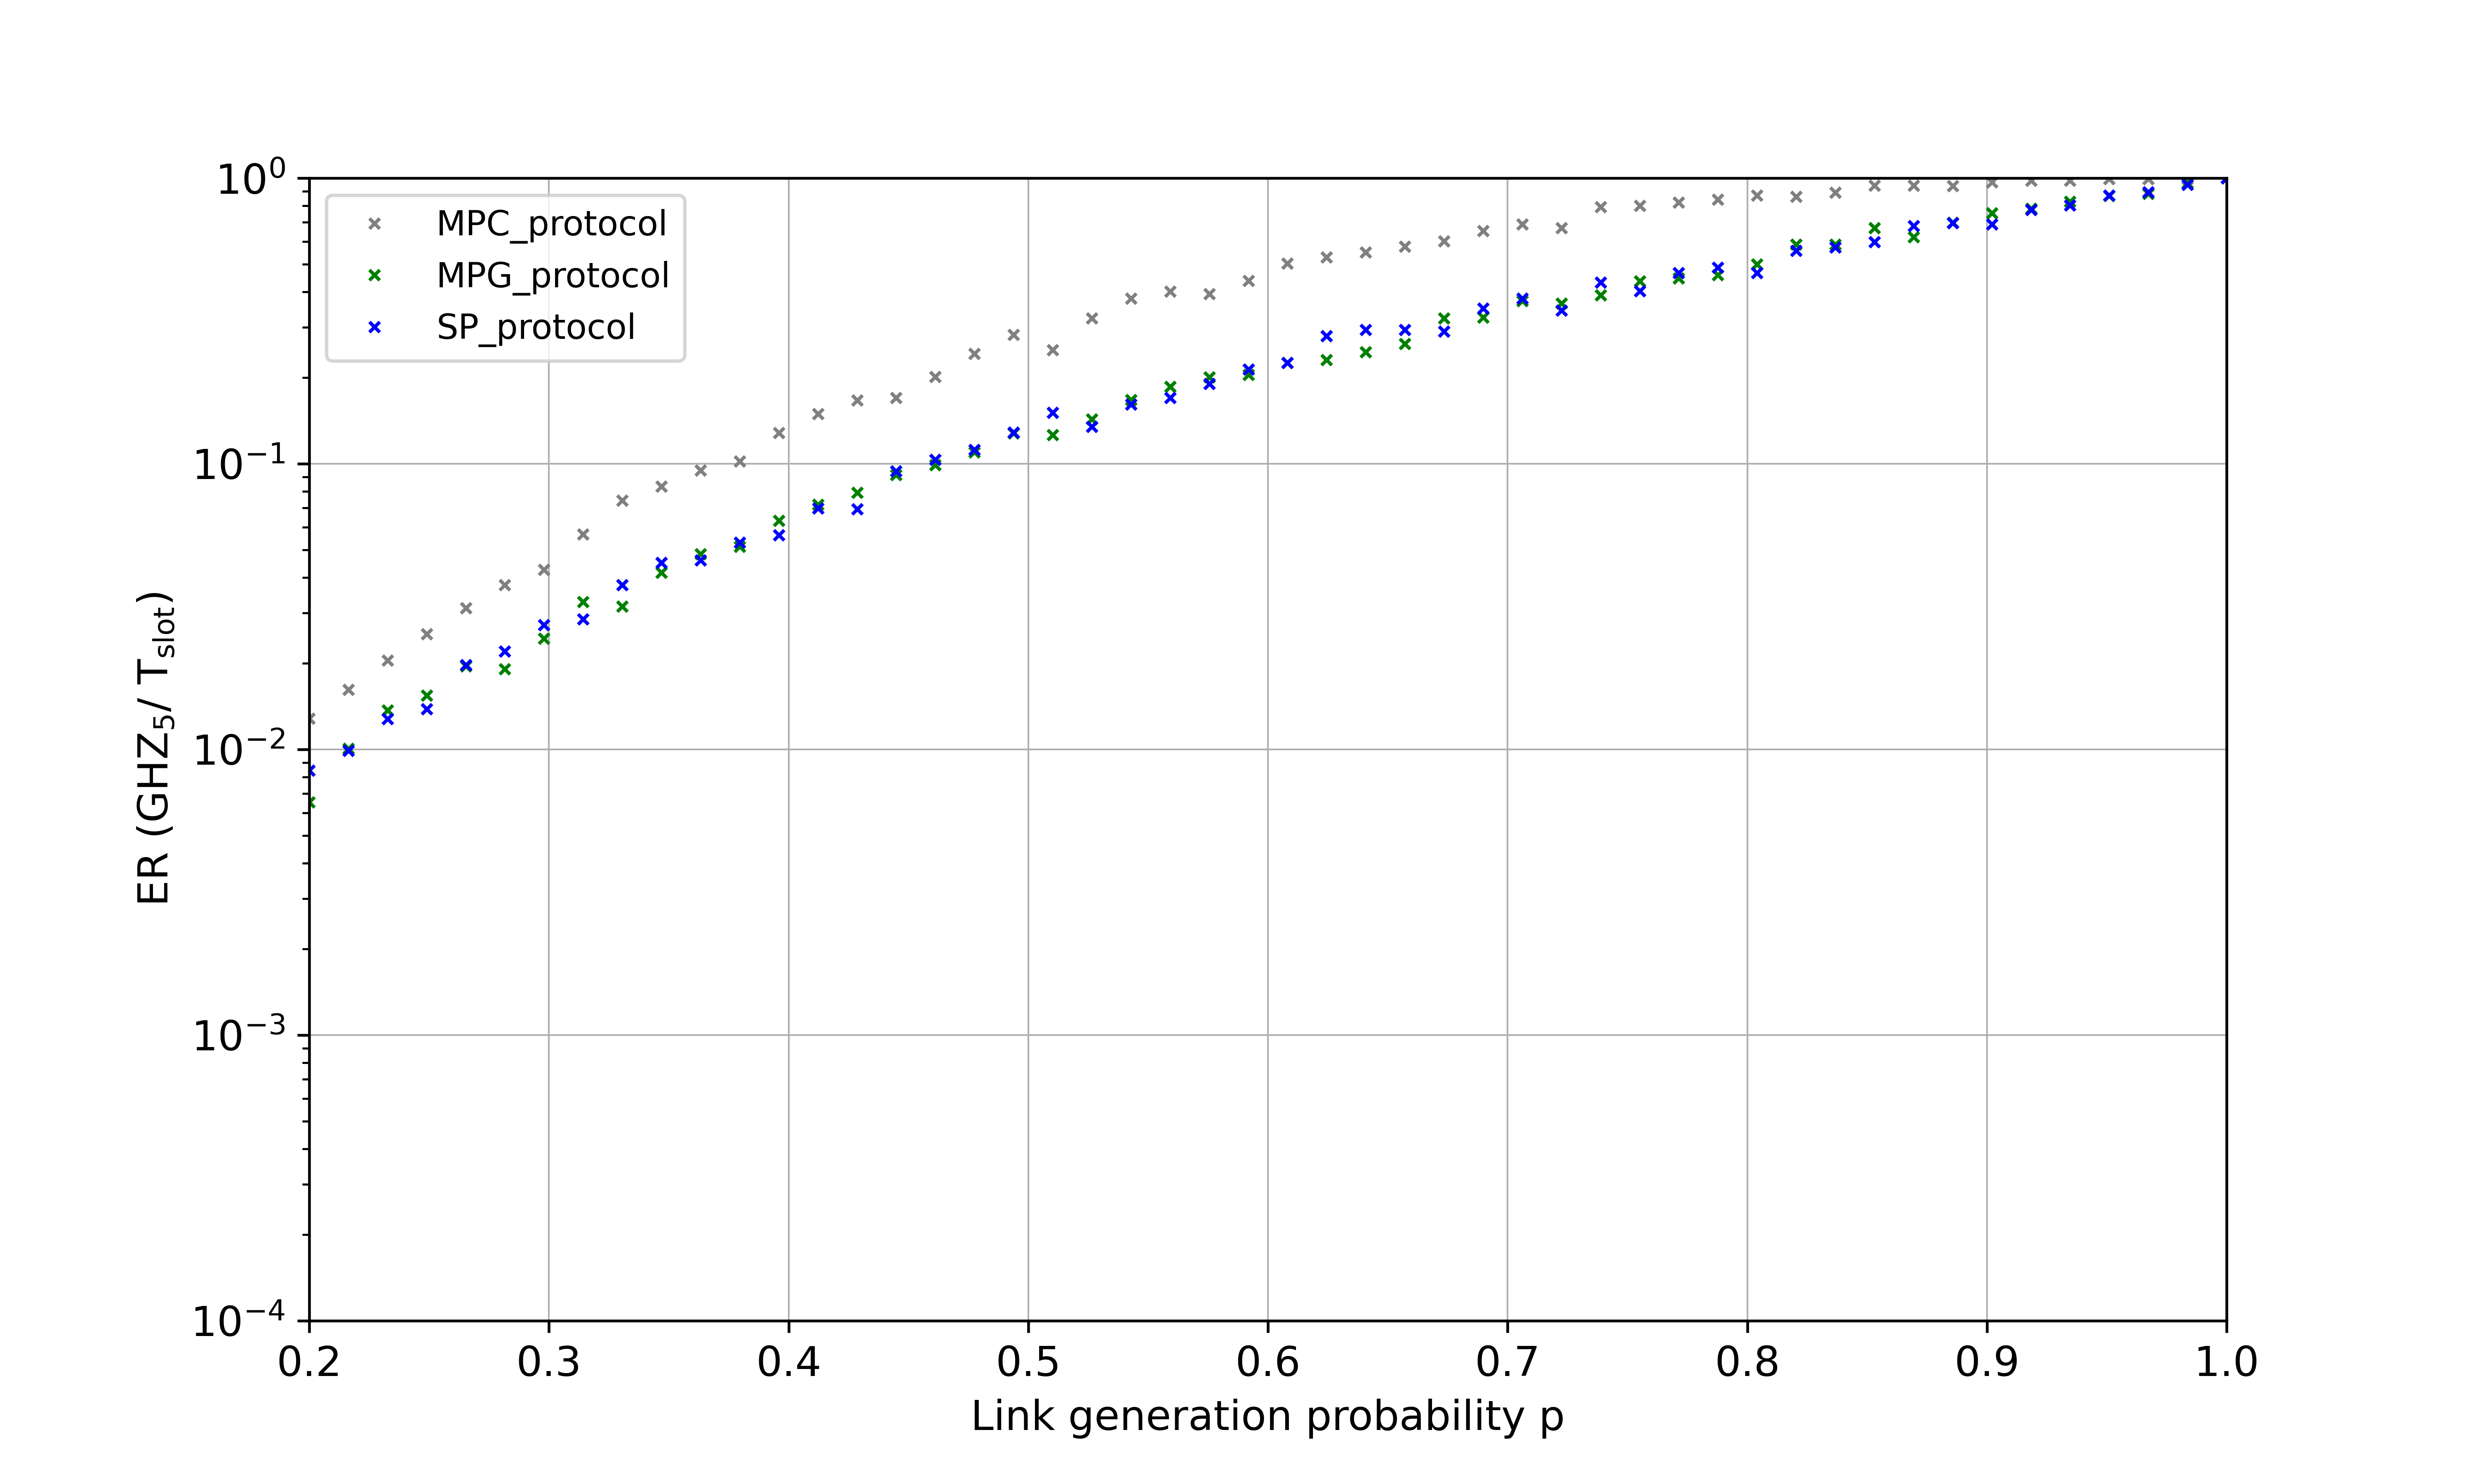 10⁰
10⁻¹
10⁻²
10⁻³
10⁻⁴
ER (GHZ₅/ Tₛₗₒₜ)
MPC_protocol
MPG_protocol
SP_protocol
0.2 0.3 0.4 0.5 0.6 0.7 0.8 0.9 1.0
Link generation probability p